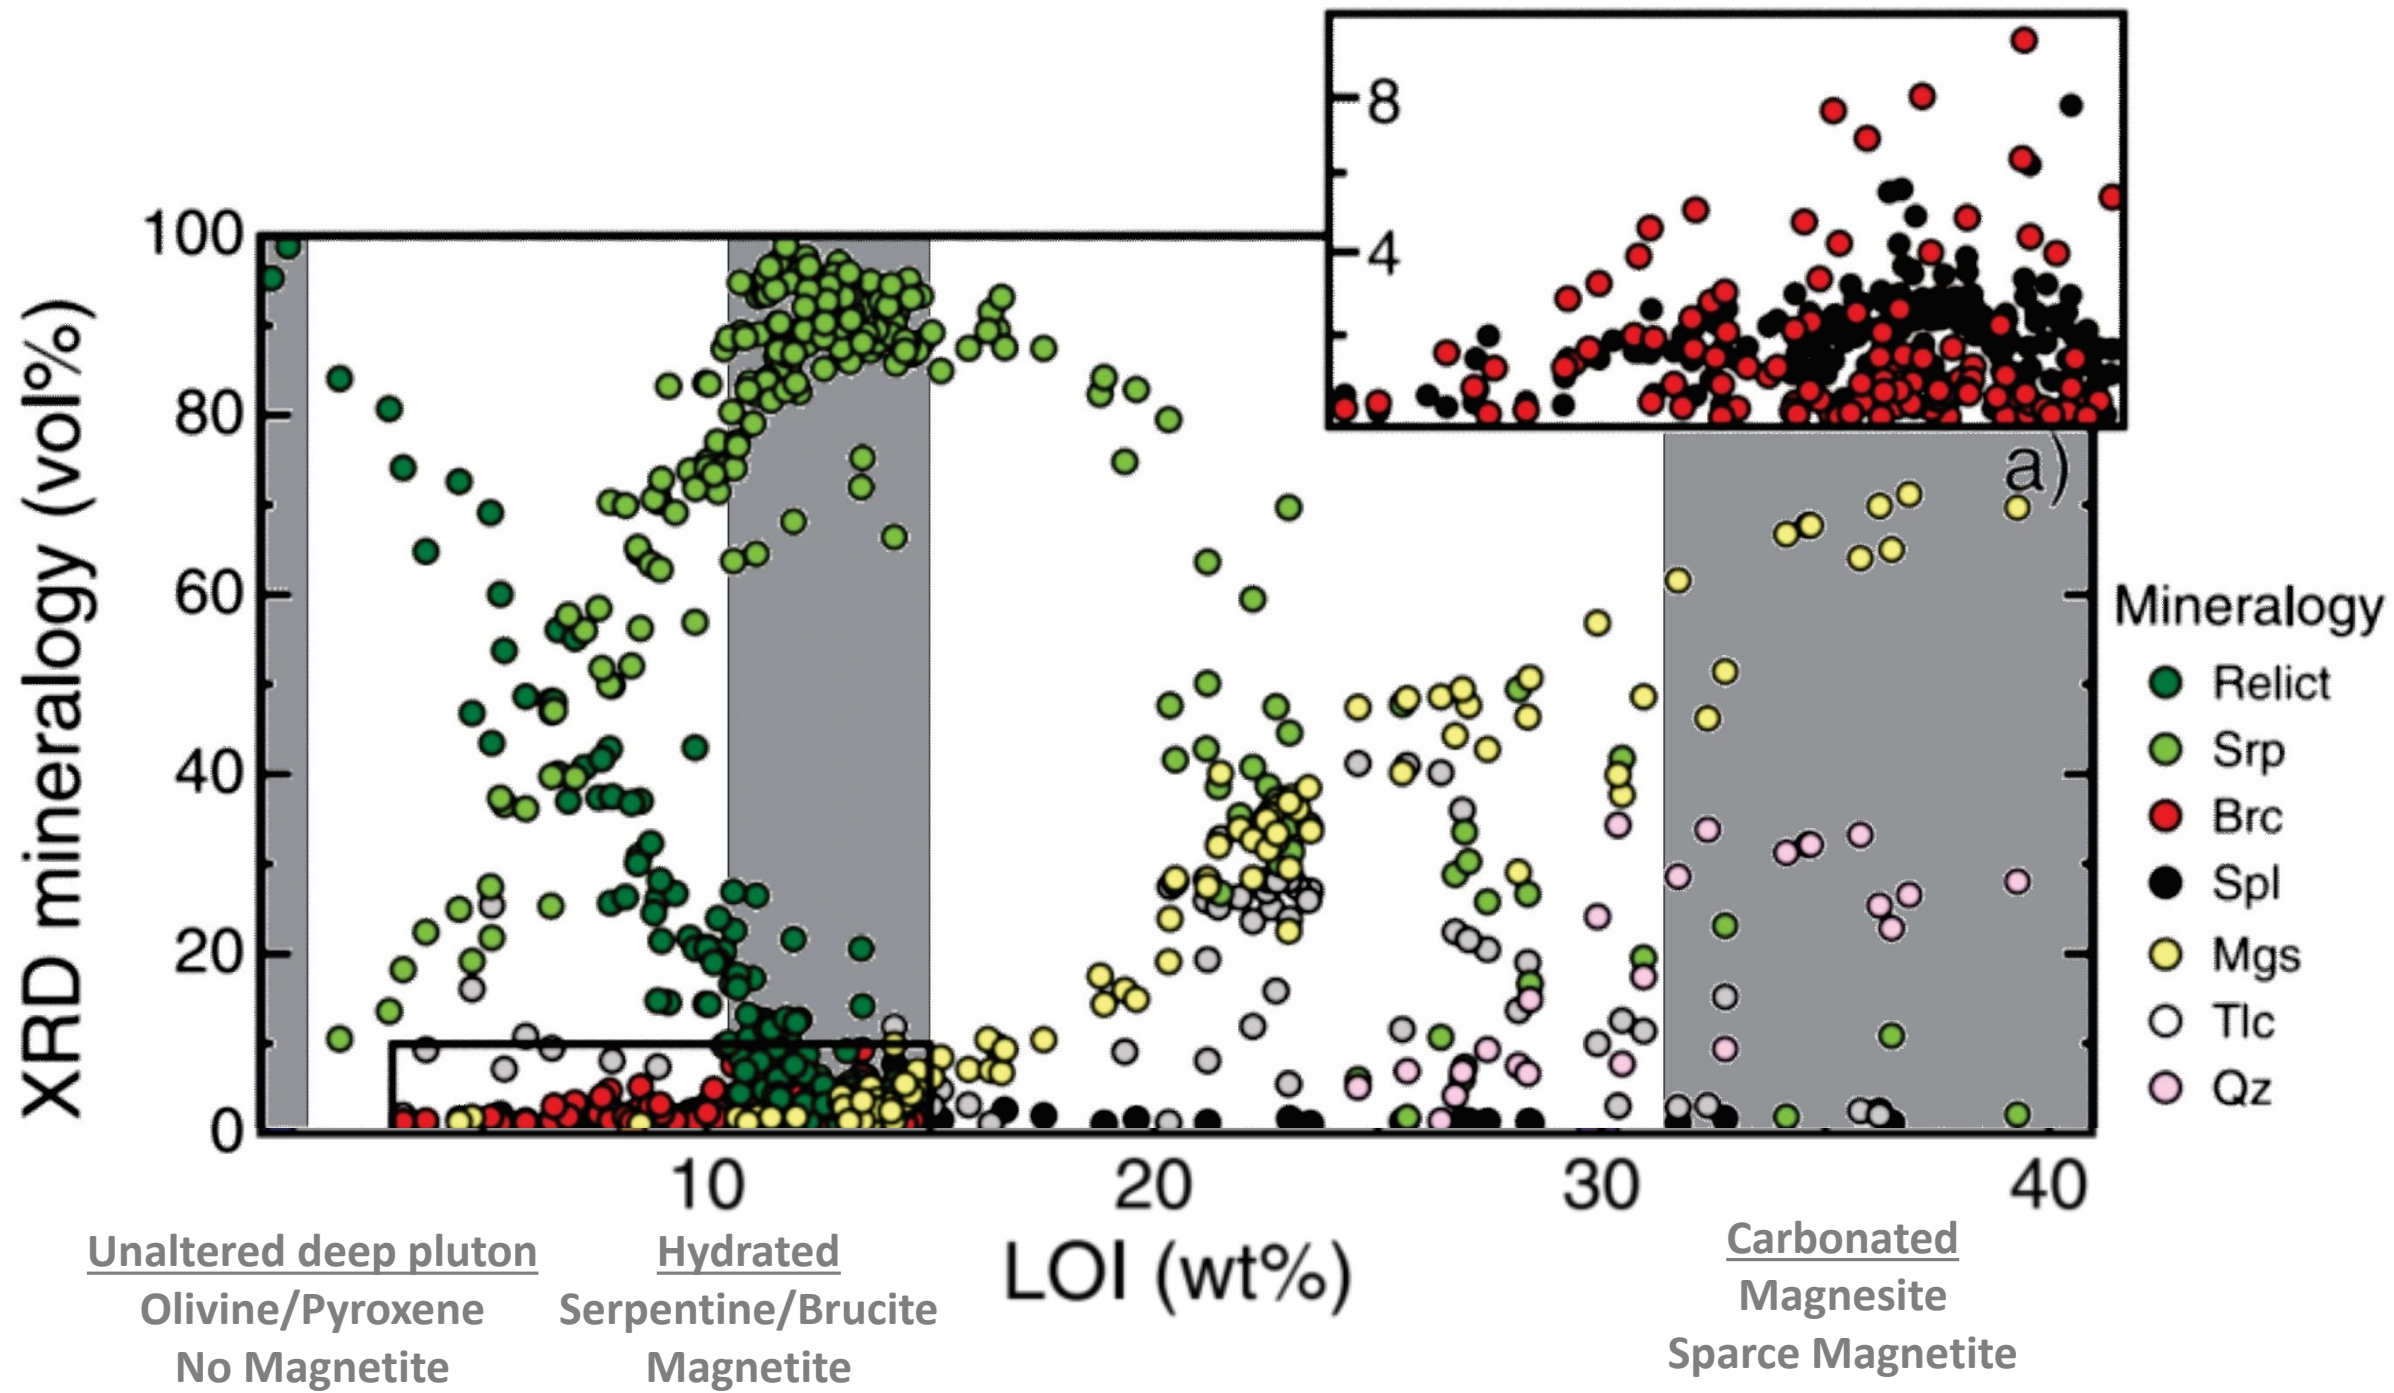 8
4
100
80
60
40
20
0
XRD mineralogy (vol%)
a)
Mineralogy
Relict
Srp
Brc
Spl
Mgs
Tlc
Qz
10 20 30 40
LOI (wt%)
Unaltered deep pluton
Olivine/Pyroxene
No Magnetite
Hydrated
Serpentine/Brucite
Magnetite
Carbonated
Magnesite
Sparce Magnetite